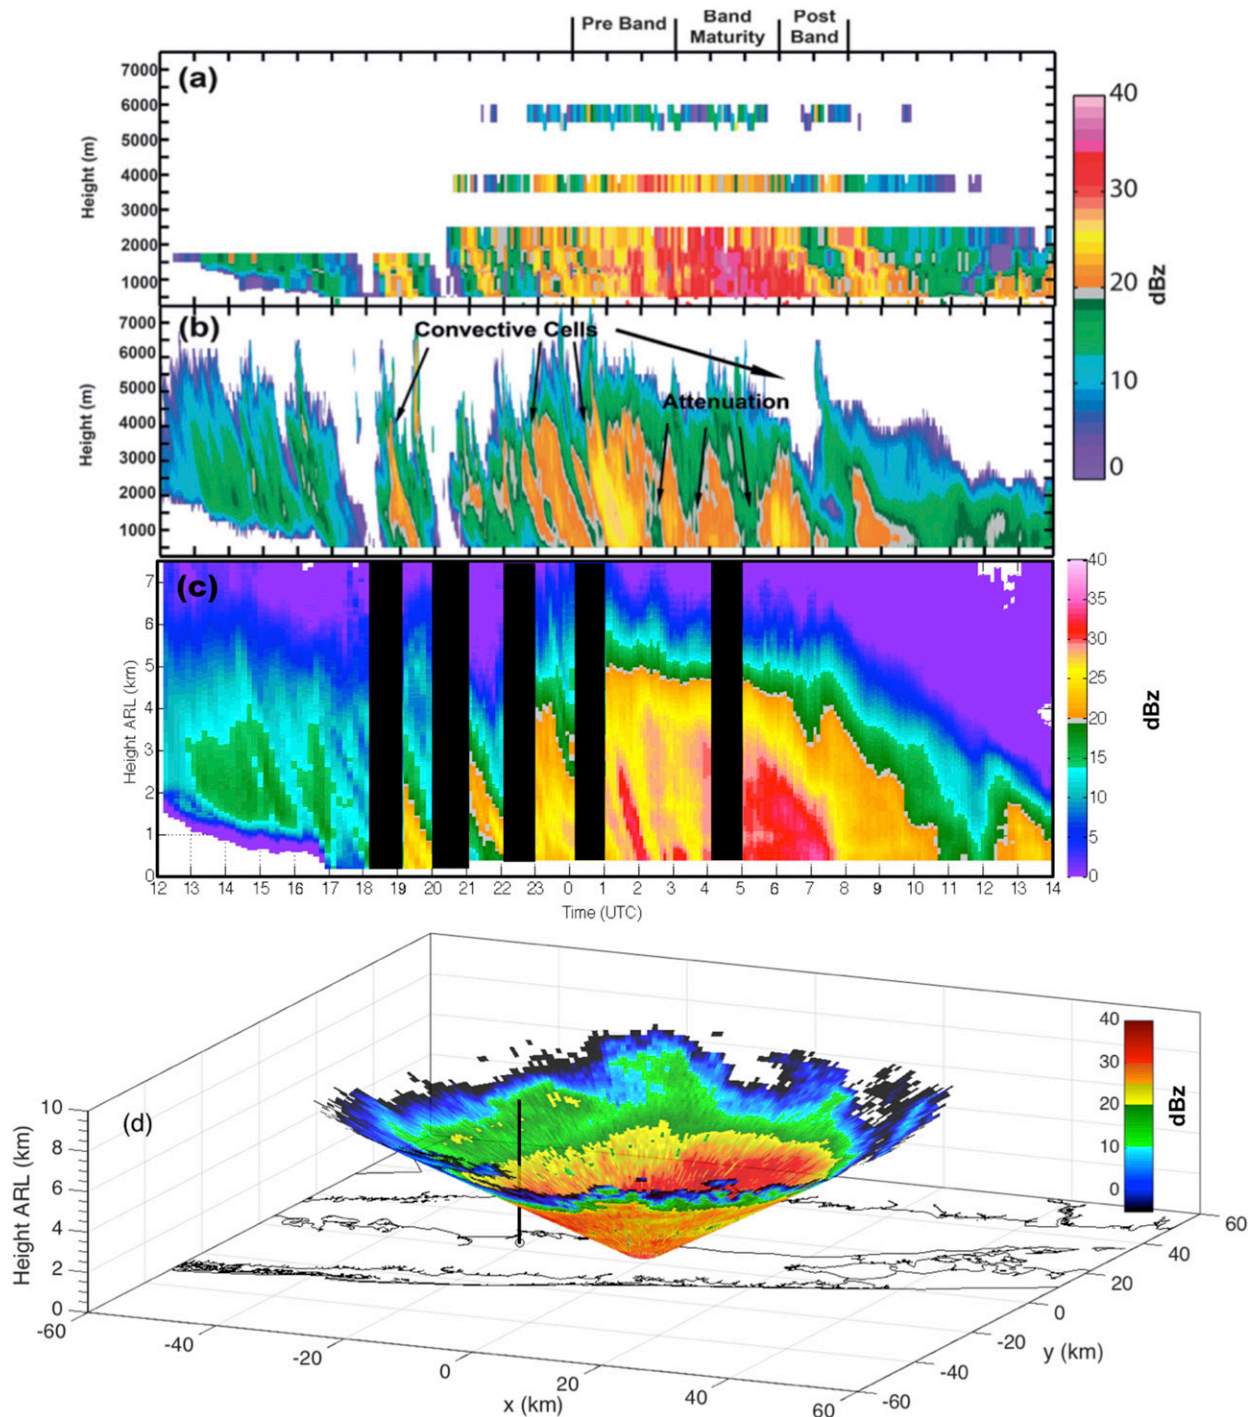 Pre Band
Band
Maturity
Post
Band
(a)
7000
6000
5000
4000
3000
2000
1000
Height (m)
40
30
20
10
0
dBz
(b)
Convective Cells
Attenuation
7000
6000
5000
4000
3000
2000
1000
Height (m)
(c)
7
6
5
4
3
2
1
0
Height ARL (km)
12 13 14 15 16 17 18 19 20 21 22 23 0 1 2 3 4 5 6 7 8 9 10 11 12 13 14
Time (UTC)
40
35
30
25
20
15
10
5
0
dBz
(d)
10
8
6
4
2
0
Height ARL (km)
-60
-40
-20
0
20
40
60
x (km)
-60
-40
-20
0
20
40
60
y (km)
40
30
20
10
0
dBz